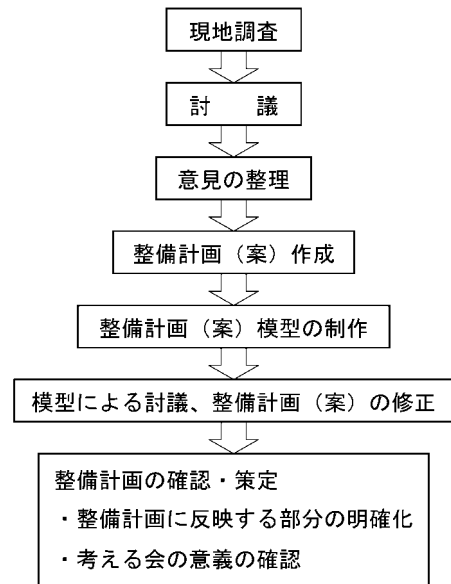 現地調査
討　議
意見の整理
整備計画（案）作成
整備計画（案）模型の制作
模型による討議、整備計画（案）の修正
整備計画の確認・策定
・整備計画に反映する部分の明確化
・考える会の意義の確認